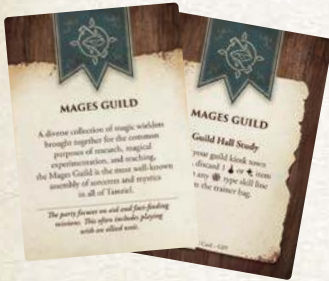 MAGES GUILD
A diverse collection of magic wielders
brought together for the common
purposes of research, magical
experimentation, and teaching,
the Mages Guild is the most well-known
assembly of sorcerers and mystics
in all of Tamriel.
The party focuses on aid and fact-finding
missions. This often includes playing
with an allied unit.
MAGES GUILD
Guild Hall Study
your guild kiosk
discard 1 or
any type skill line
the trainer bag.